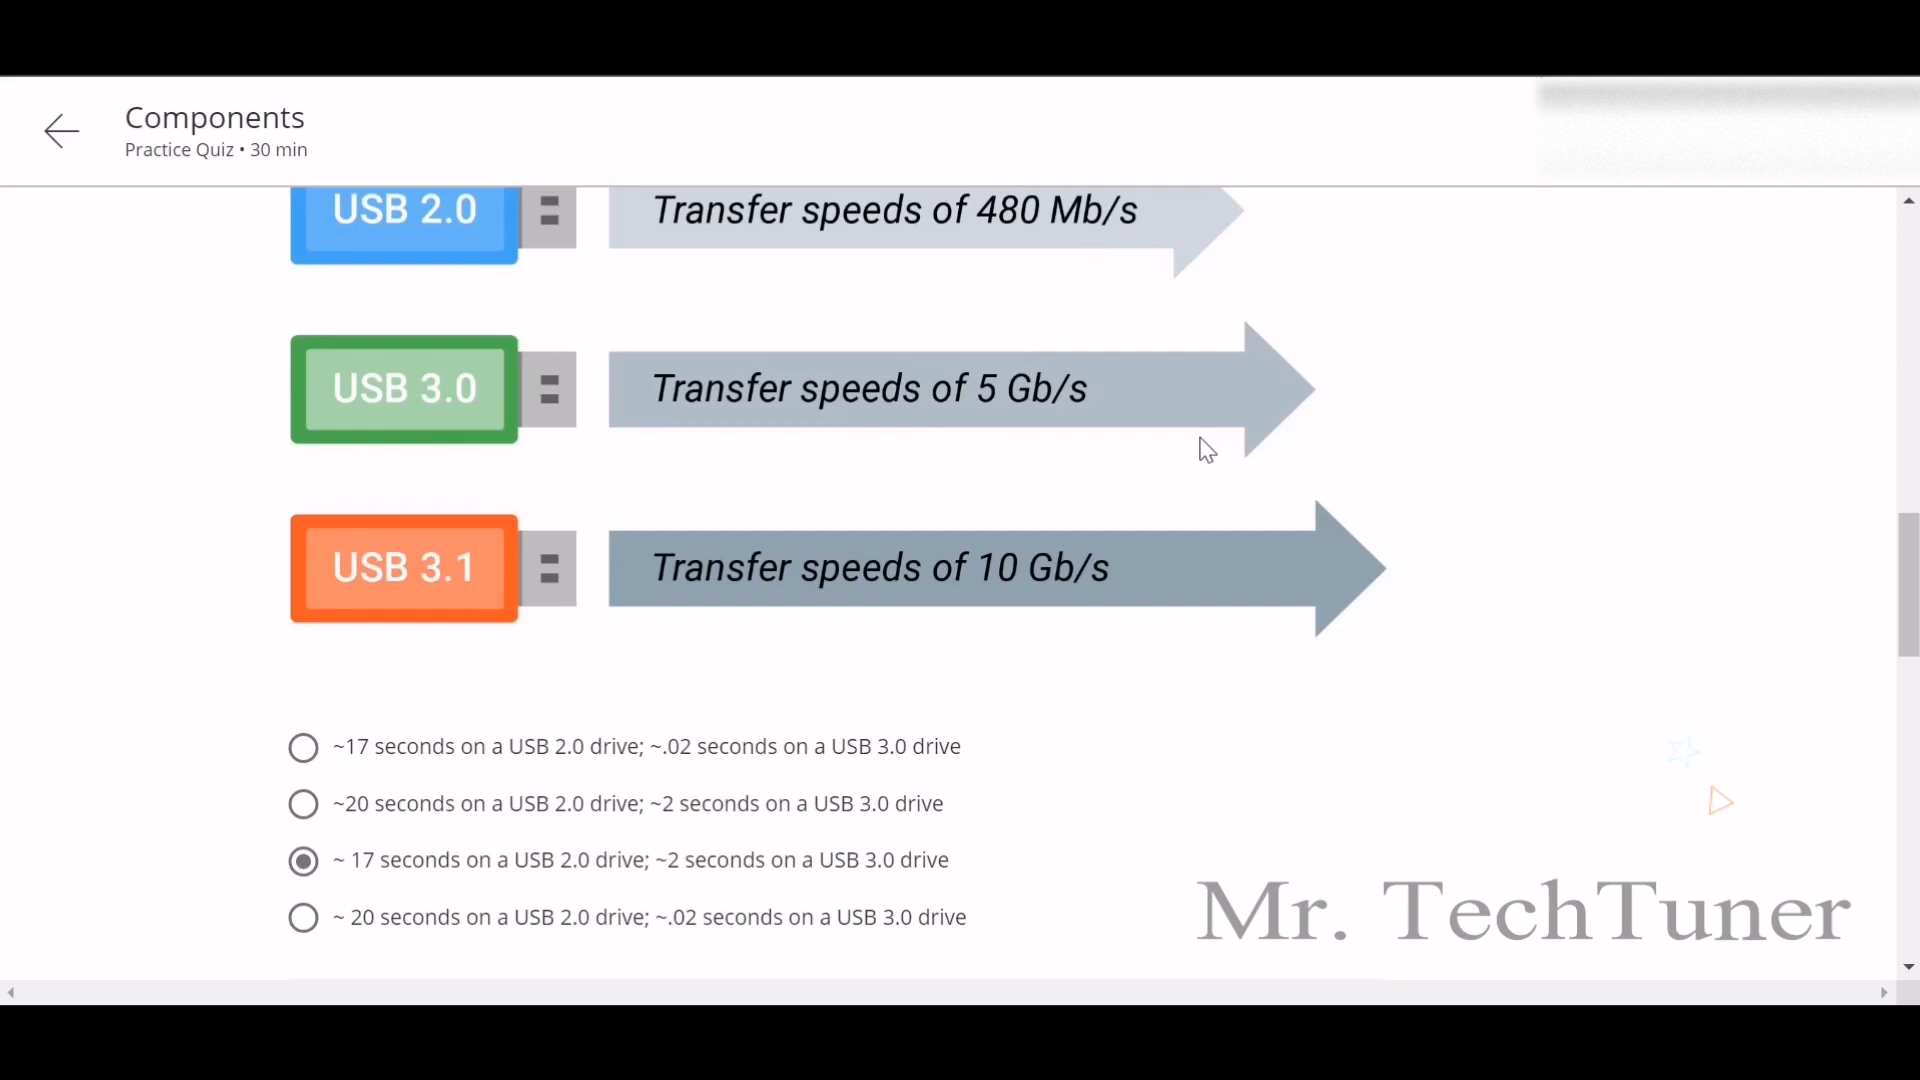 Components
Practice Quiz • 30 min
USB 2.0
Transfer speeds of 480 Mb/s
USB 3.0
Transfer speeds of 5 Gb/s
USB 3.1
Transfer speeds of 10 Gb/s
~17 seconds on a USB 2.0 drive; ~.02 seconds on a USB 3.0 drive
~20 seconds on a USB 2.0 drive; ~2 seconds on a USB 3.0 drive
~ 17 seconds on a USB 2.0 drive; ~2 seconds on a USB 3.0 drive
~ 20 seconds on a USB 2.0 drive; ~.02 seconds on a USB 3.0 drive
Mr. TechTuner